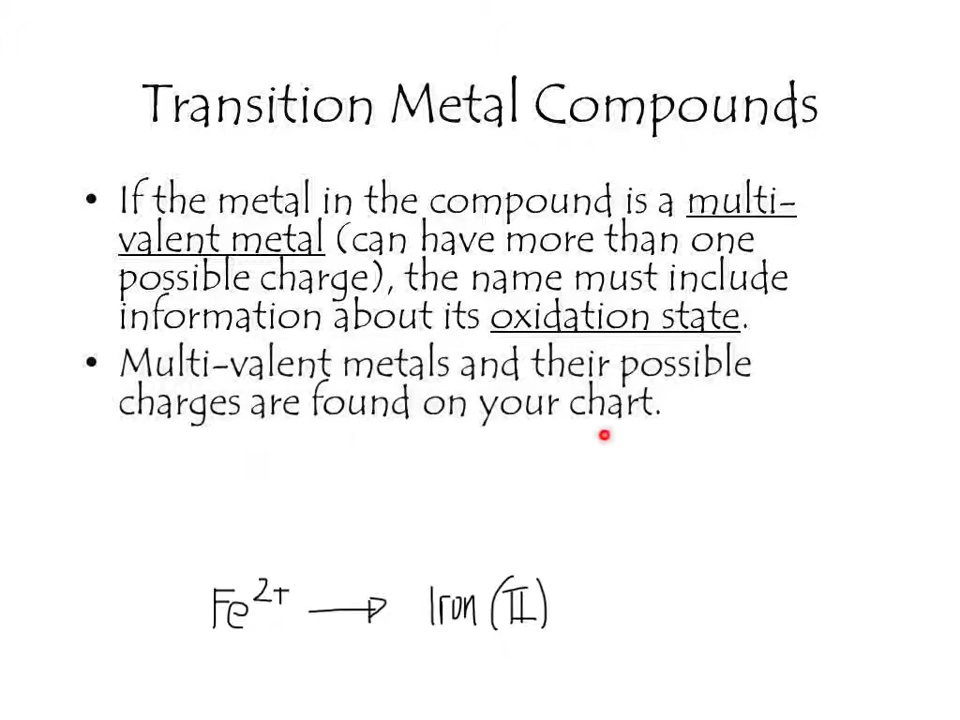 Transition Metal Compounds
• If the metal in the compound is a multi-
valent metal (can have more than one
possible charge), the name must include
information about its oxidation state.
• Multi-valent metals and their possible
charges are found on your chart.
Fe²⁺ → Iron (II)